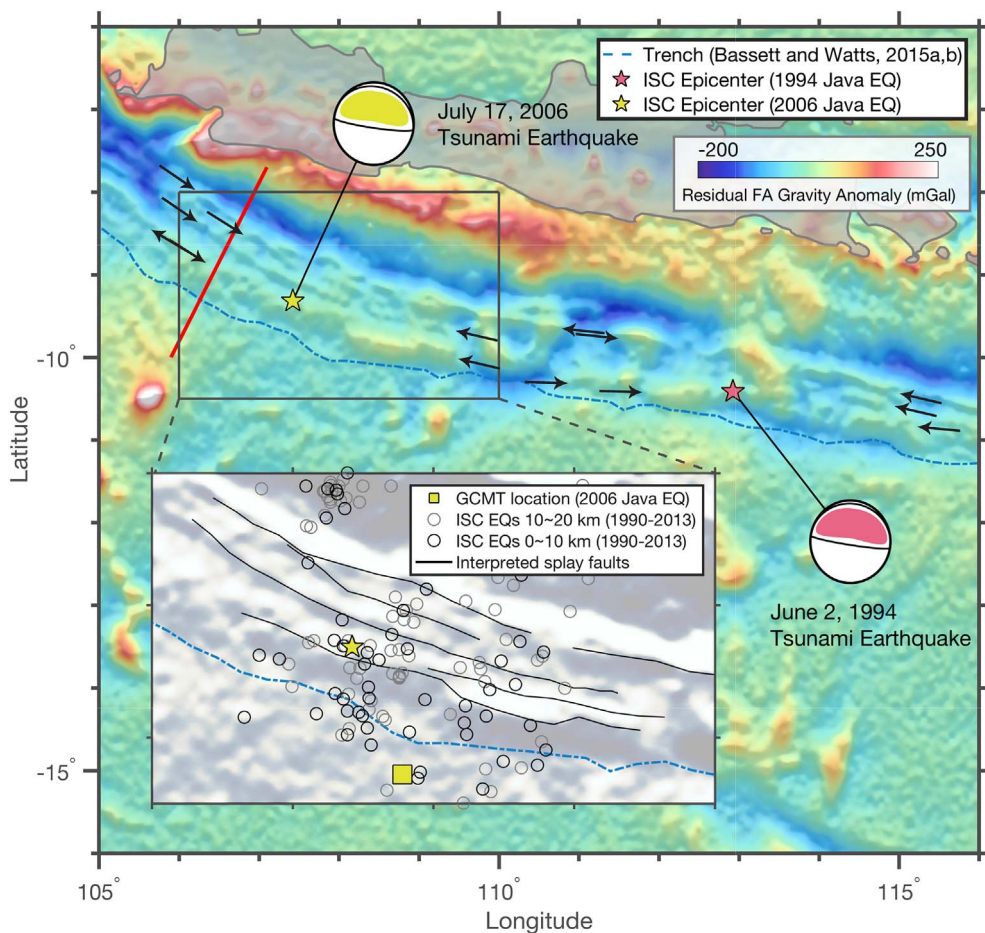 Trench (Bassett and Watts, 2015a,b)
ISC Epicenter (1994 Java EQ)
ISC Epicenter (2006 Java EQ)
July 17, 2006
Tsunami Earthquake
-200 250
Residual FA Gravity Anomaly (mGal)
-10°
Latitude
GCMT location (2006 Java EQ)
ISC EQs 10~20 km (1990-2013)
ISC EQs 0~10 km (1990-2013)
Interpreted splay faults
June 2, 1994
Tsunami Earthquake
-15°
105° 110° 115°
Longitude